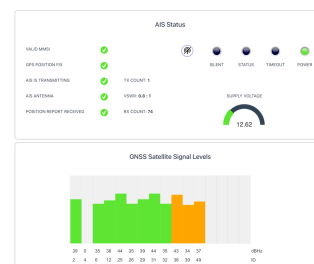 AIS Status
VALID MMSI
GPS POSITION FIX
SILENT STATUS TIMEOUT POWER
AIS IS TRANSMITTING TX COUNT: 1
AIS ANTENNA VSWR: 0.8 : 1 SUPPLY VOLTAGE
POSITION REPORT RECEIVED RX COUNT: 74
12.62
GNSS Satellite Signal Levels
39 0 35 38 44 35 39 44 35 43 34 37 dBHz
2 4 6 12 25 26 29 31 32 36 39 49 ID